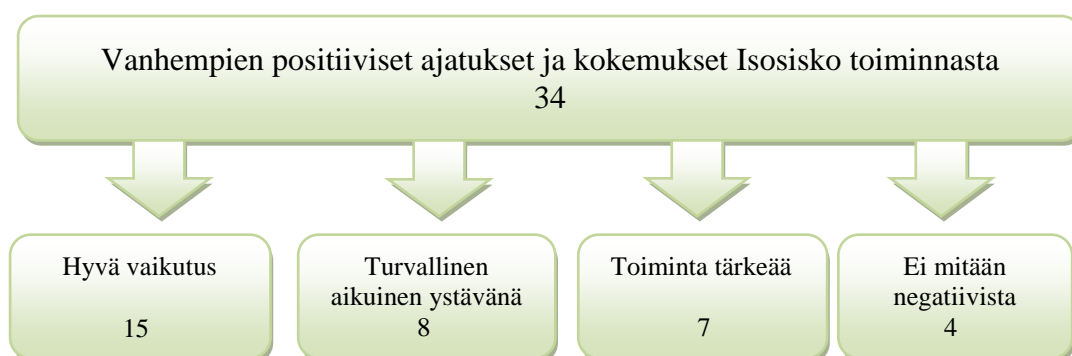 Vanhempien positiiviset ajatukset ja kokemukset Isosisko toiminnasta
34
Hyvä vaikutus
15
Turvallinen
aikuinen ystävänä
8
Toiminta tärkeää
7
Ei mitään
negatiivista
4